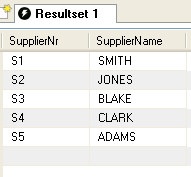 Resultset 1
SupplierNr SupplierName
S1 SMITH
S2 JONES
S3 BLAKE
S4 CLARK
S5 ADAMS